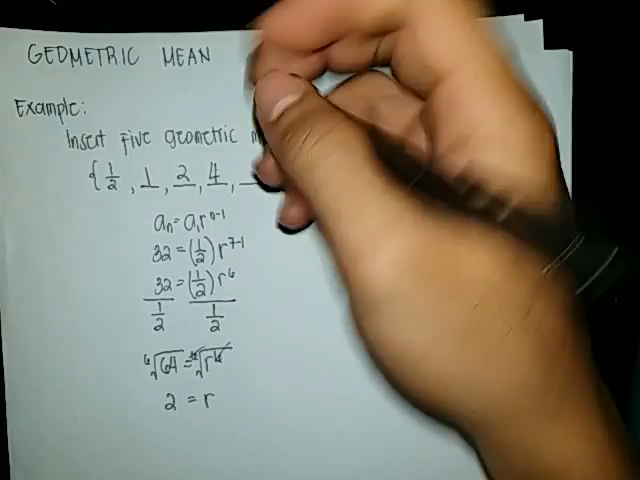 GEOMETRIC MEAN
Example:
Insert Five geometric
{1/2, 1, 2, 4,
aₙ = a₁rⁿ⁻¹
32 = (1/2) r⁷⁻¹
32 = (1/2) r⁶
1/2 1/2
⁶√64 = ⁶√r⁶
2 = r